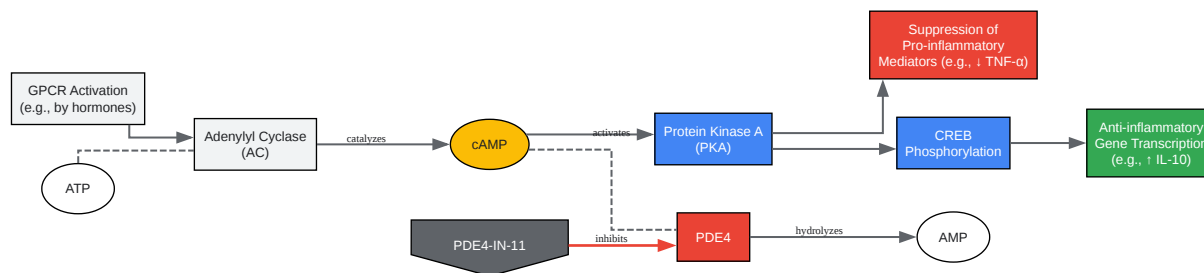 Suppression of
Pro-inflammatory
Mediators (e.g., ↓ TNF-α)
GPCR Activation
(e.g., by hormones)
Adenylyl Cyclase
(AC)
catalyzes
cAMP
activates
Protein Kinase A
(PKA)
CREB
Phosphorylation
Anti-inflammatory
Gene Transcription
(e.g., ↑ IL-10)
ATP
PDE4-IN-11
inhibits
PDE4
hydrolyzes
AMP